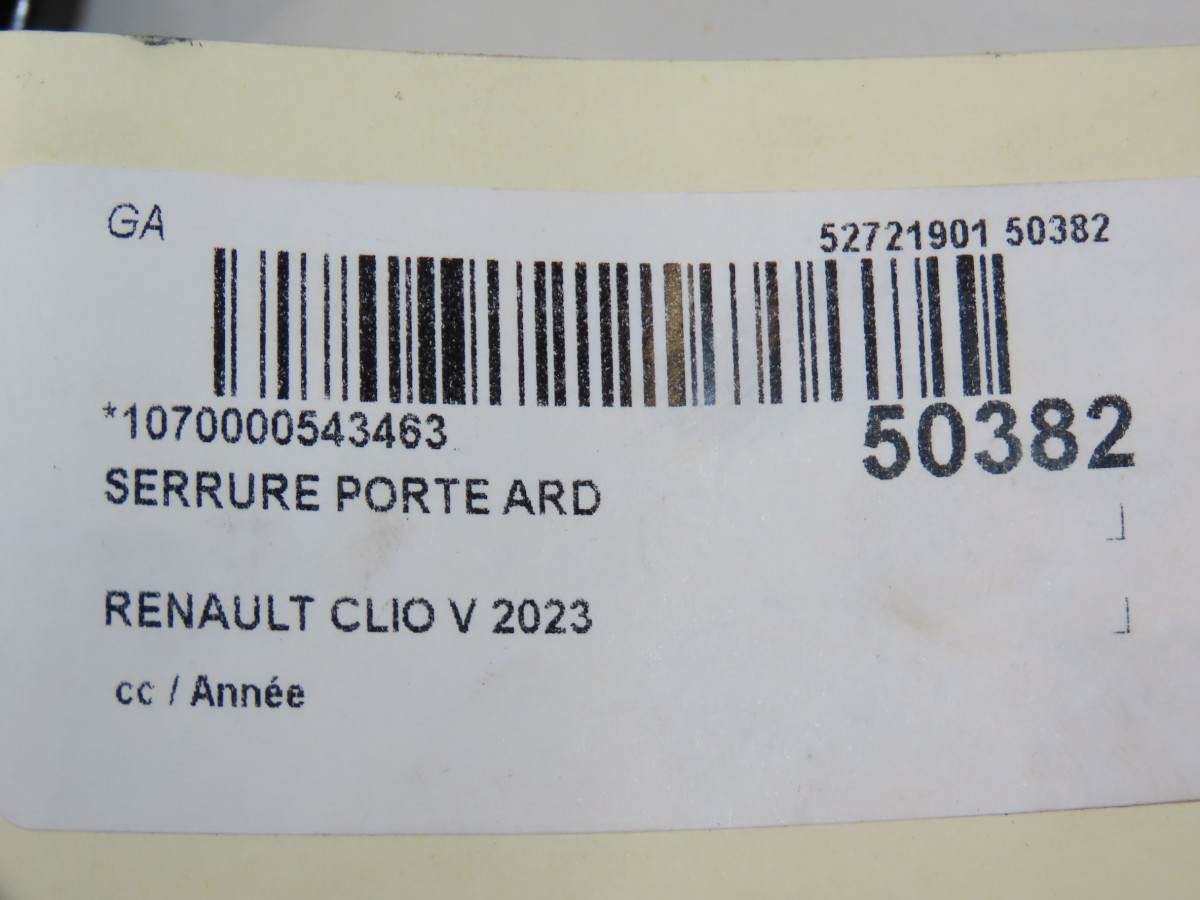 GA
52721901 50382
*1070000543463
50382
SERRURE PORTE ARD
RENAULT CLIO V 2023
cc / Année